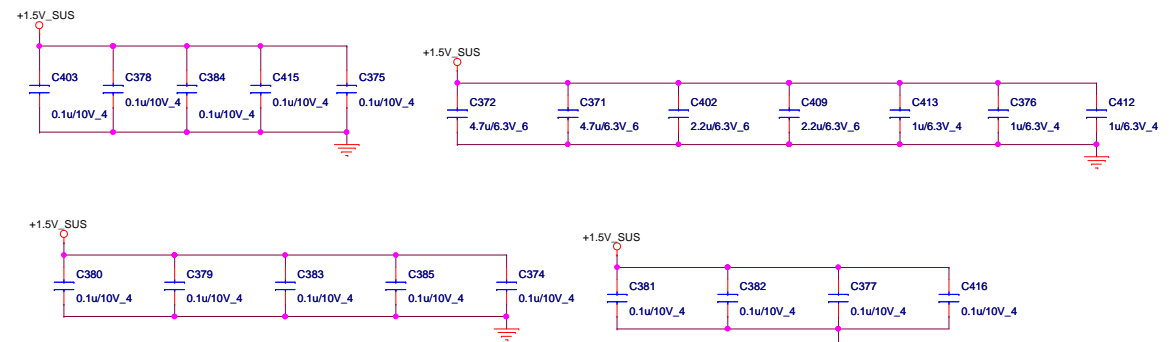 +1.5V_SUS
C403
0.1u/10V_4
C378
0.1u/10V_4
C384
0.1u/10V_4
C415
0.1u/10V_4
C375
0.1u/10V_4
+1.5V_SUS
C372
4.7u/6.3V_6
C371
4.7u/6.3V_6
C402
2.2u/6.3V_6
C409
2.2u/6.3V_6
C413
1u/6.3V_4
C376
1u/6.3V_4
C412
1u/6.3V_4
+1.5V_SUS
C380
0.1u/10V_4
C379
0.1u/10V_4
C383
0.1u/10V_4
C385
0.1u/10V_4
C374
0.1u/10V_4
+1.5V_SUS
C381
0.1u/10V_4
C382
0.1u/10V_4
C377
0.1u/10V_4
C416
0.1u/10V_4